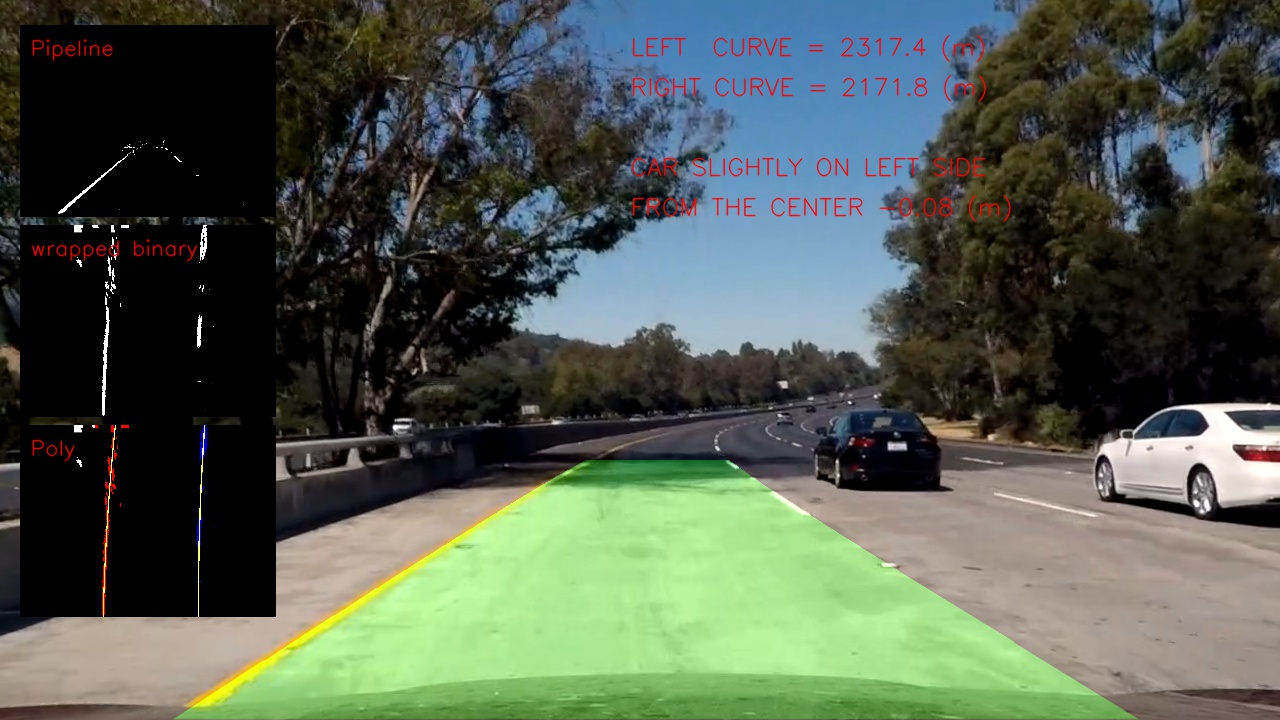 Pipeline
LEFT CURVE = 2317.4 (m)
RIGHT CURVE = 2171.8 (m)
CAR SLIGHTLY ON LEFT SIDE
FROM THE CENTER -0.08 (m)
wrapped binary
Poly